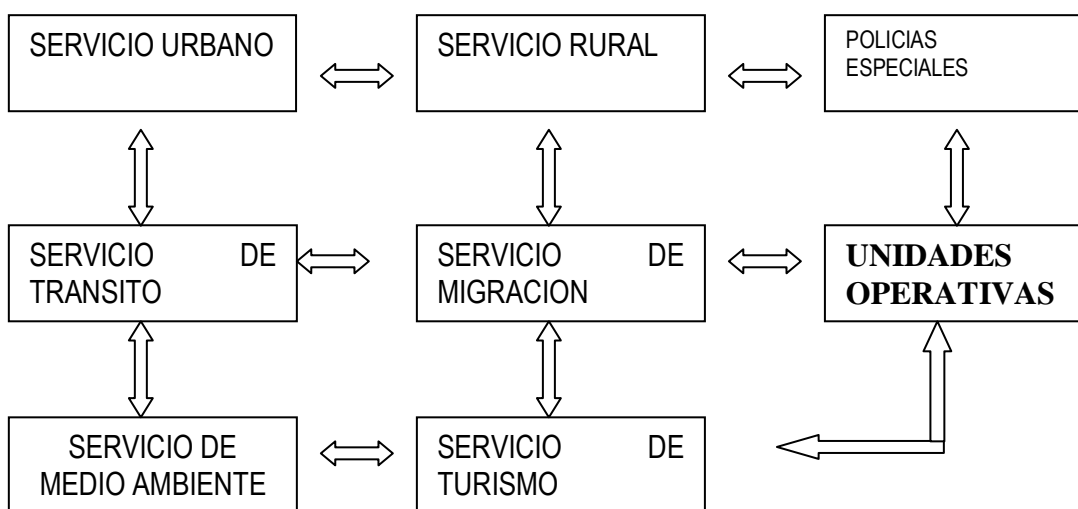 SERVICIO URBANO
SERVICIO RURAL
POLICIAS
ESPECIALES
SERVICIO DE
TRANSITO
SERVICIO DE
MIGRACION
UNIDADES
OPERATIVAS
SERVICIO DE
MEDIO AMBIENTE
SERVICIO DE
TURISMO